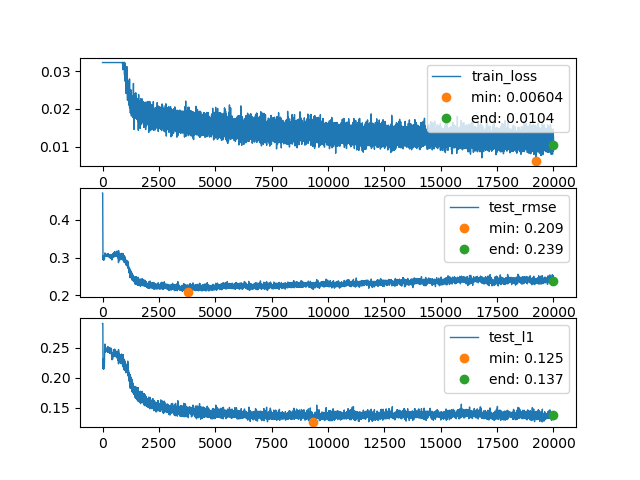 0.03
0.02
0.01
train_loss
min: 0.00604
end: 0.0104
0 2500 5000 7500 10000 12500 15000 17500 20000
0.4
0.3
0.2
test_rmse
min: 0.209
end: 0.239
0 2500 5000 7500 10000 12500 15000 17500 20000
0.25
0.20
0.15
test_l1
min: 0.125
end: 0.137
0 2500 5000 7500 10000 12500 15000 17500 20000